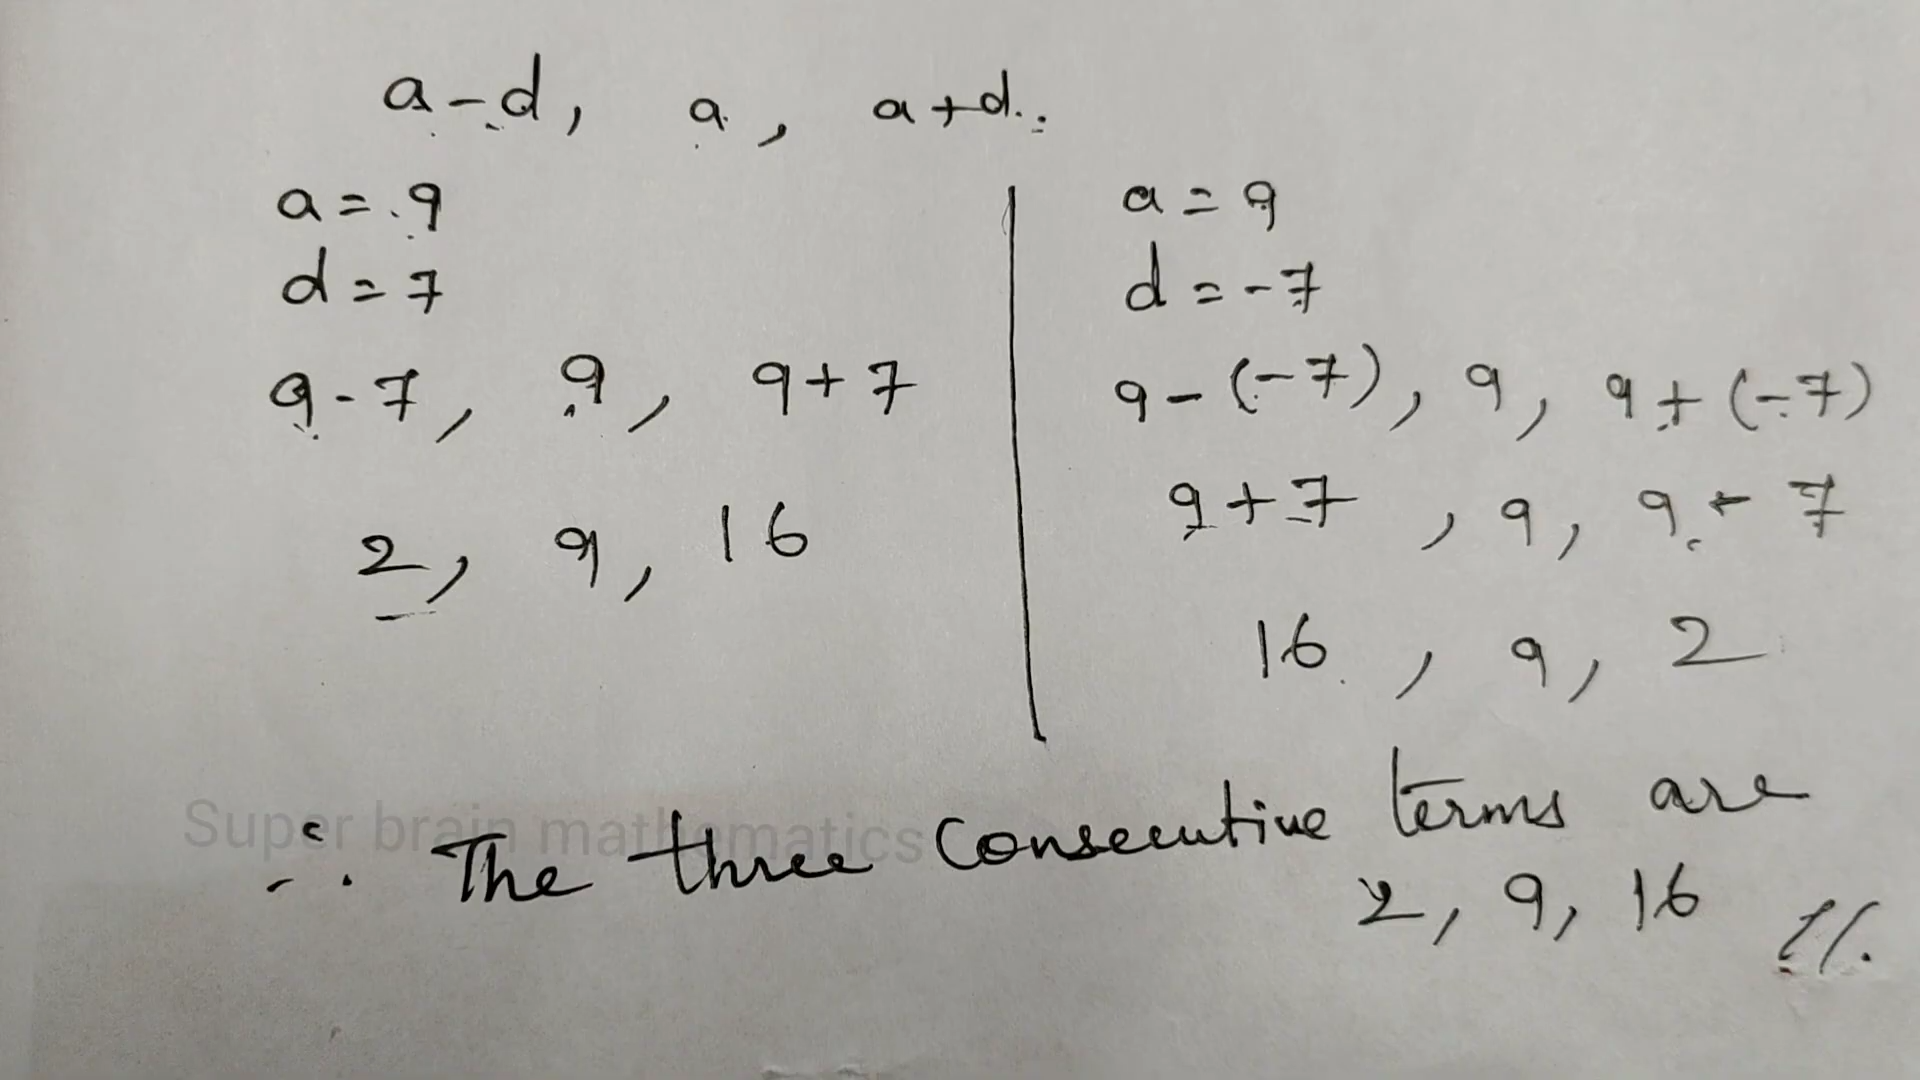 a-d, a, a+d.
a = 9
d = 7
9-7, 9, 9+7
2, 9, 16
a = 9
d = -7
9-(-7), 9, 9+(-7)
9+7, 9, 9-7
16, 9, 2
Super brain mathematics
∴ The three consecutive terms are
2, 9, 16 //.